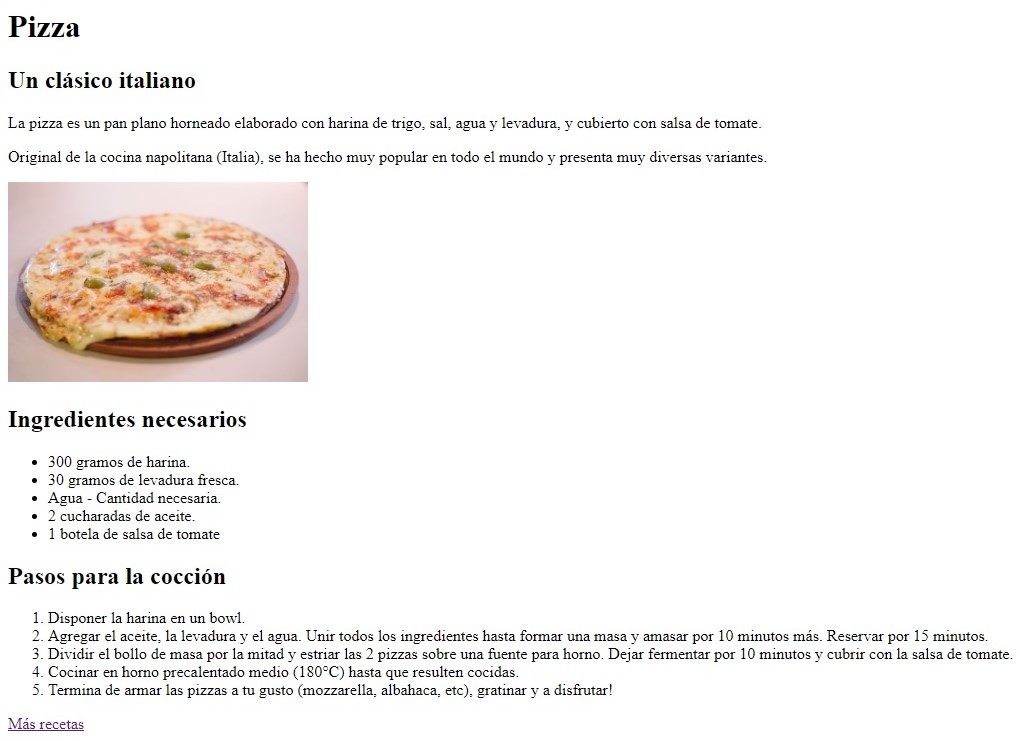 Pizza
Un clásico italiano
La pizza es un pan plano horneado elaborado con harina de trigo, sal, agua y levadura, y cubierto con salsa de tomate.
Original de la cocina napolitana (Italia), se ha hecho muy popular en todo el mundo y presenta muy diversas variantes.
Ingredientes necesarios
• 300 gramos de harina.
• 30 gramos de levadura fresca.
• Agua - Cantidad necesaria.
• 2 cucharadas de aceite.
• 1 botela de salsa de tomate
Pasos para la cocción
1. Disponer la harina en un bowl.
2. Agregar el aceite, la levadura y el agua. Unir todos los ingredientes hasta formar una masa y amasar por 10 minutos más. Reservar por 15 minutos.
3. Dividir el bollo de masa por la mitad y estriar las 2 pizzas sobre una fuente para horno. Dejar fermentar por 10 minutos y cubrir con la salsa de tomate.
4. Cocinar en horno precalentado medio (180°C) hasta que resulten cocidas.
5. Termina de armar las pizzas a tu gusto (mozzarella, albahaca, etc), gratinar y a disfrutar!
Más recetas